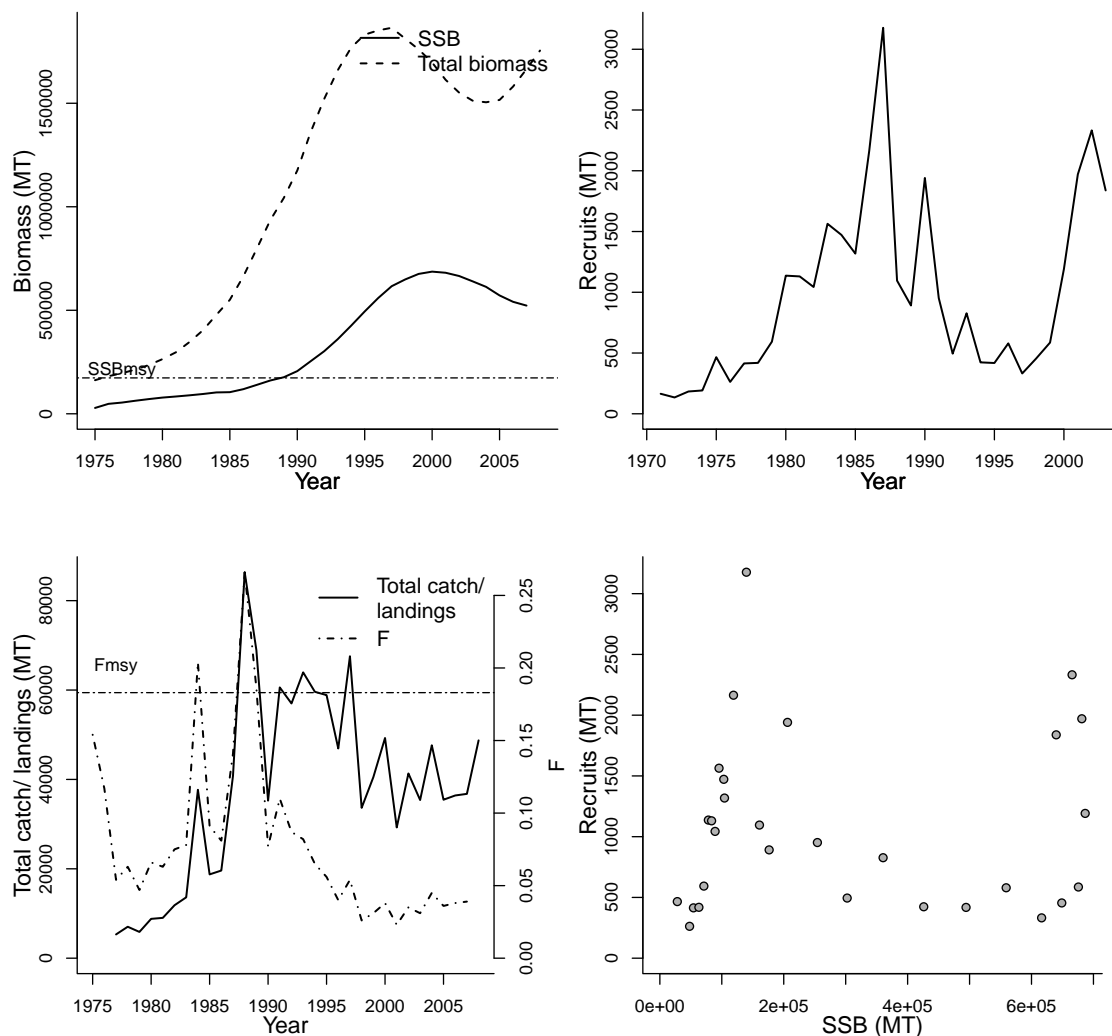 SSB
Total biomass
Biomass (MT)
0 500000 1000000 1500000
SSBmsy
1975 1980 1985 1990 1995 2000 2005
Year
Recruits (MT)
0 500 1000 1500 2000 2500 3000
1970 1975 1980 1985 1990 1995 2000
Year
Total catch/
landings
F
Total catch/ landings (MT)
0 20000 40000 60000 80000
Fmsy
0.00 0.05 0.10 0.15 0.20 0.25
F
1975 1980 1985 1990 1995 2000 2005
Year
Recruits (MT)
0 500 1000 1500 2000 2500 3000
0e+00 2e+05 4e+05 6e+05
SSB (MT)